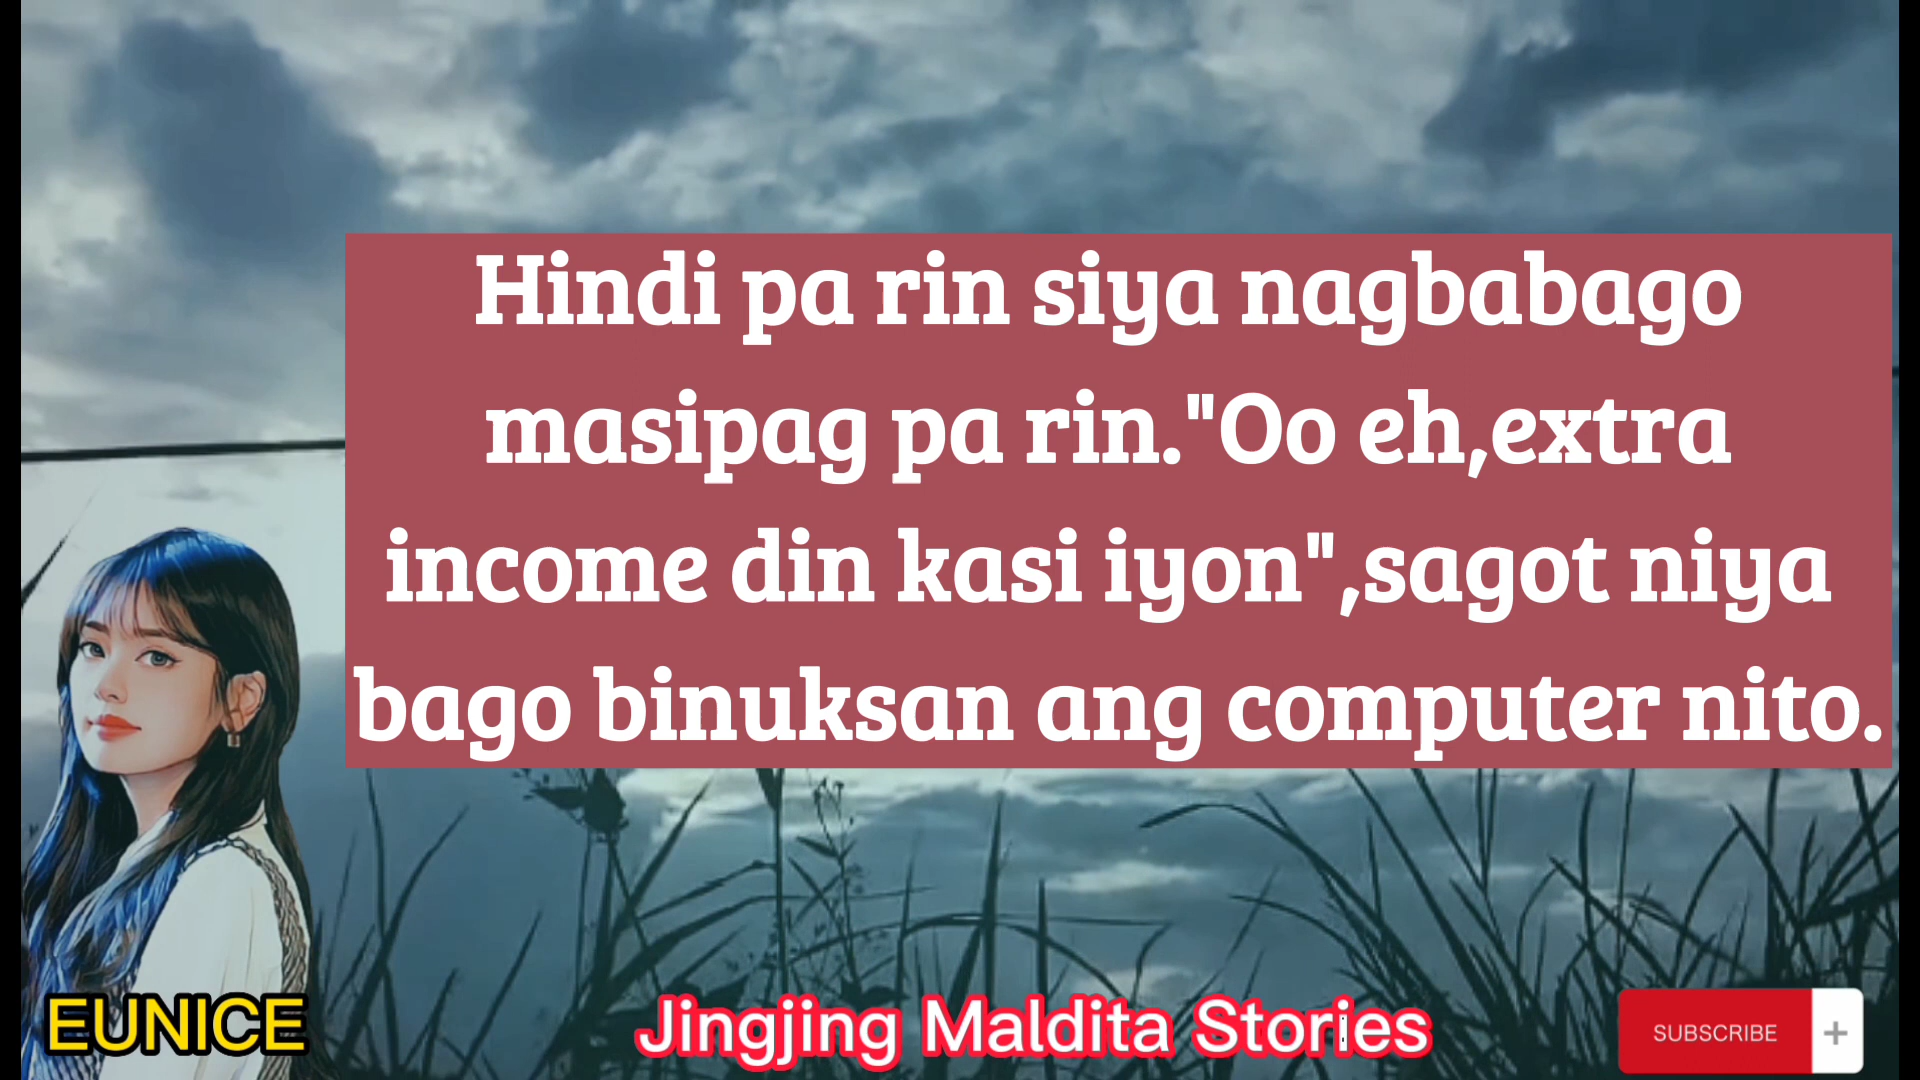 Hindi pa rin siya nagbabago
masipag pa rin."Oo eh,extra
income din kasi iyon",sagot niya
bago binuksan ang computer nito.
EUNICE
Jingjing Maldita Stories
SUBSCRIBE +